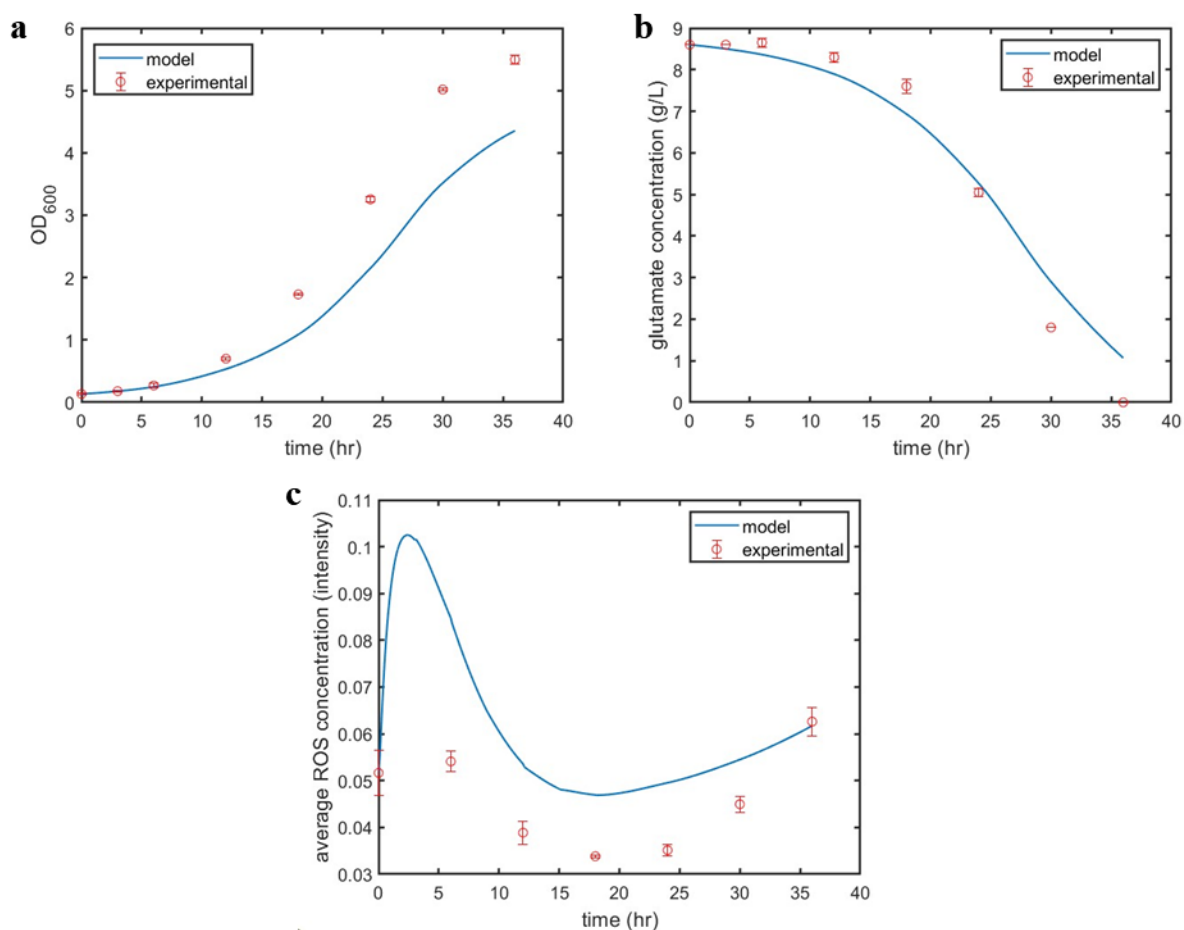 a
6
5
4
3
2
1
0
OD600
model
experimental
0 5 10 15 20 25 30 35 40
time (hr)
b
9
8
7
6
5
4
3
2
1
0
glutamate concentration (g/L)
model
experimental
0 5 10 15 20 25 30 35 40
time (hr)
c
0.11
0.1
0.09
0.08
0.07
0.06
0.05
0.04
0.03
average ROS concentration (intensity)
model
experimental
0 5 10 15 20 25 30 35 40
time (hr)